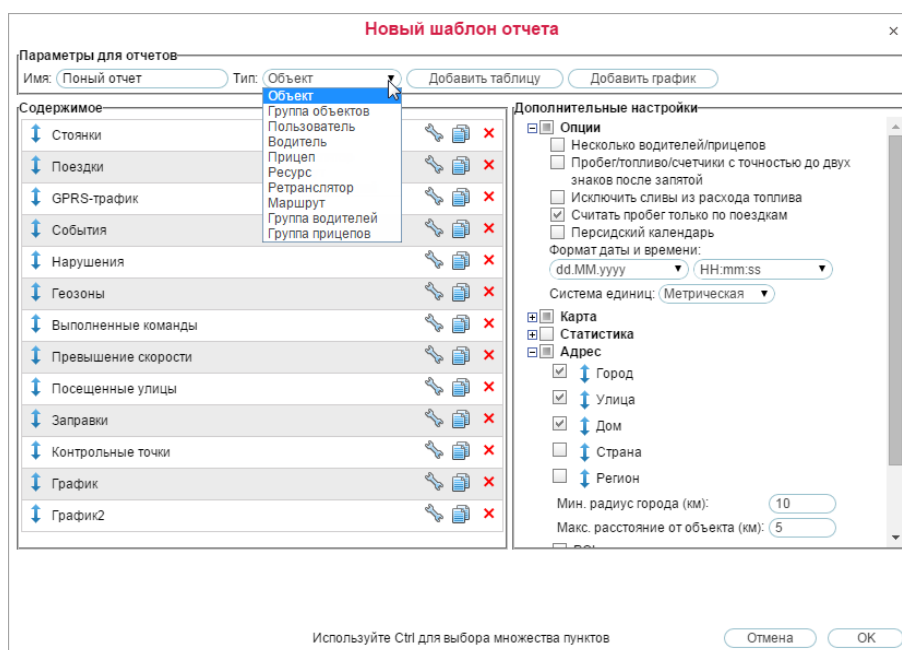 Новый шаблон отчета
Параметры для отчетов
Имя: Поный отчет Тип: Объект Добавить таблицу Добавить график
Объект
Группа объектов
Пользователь
Водитель
Прицеп
Ресурс
Ретранслятор
Маршрут
Группа водителей
Группа прицепов
Содержимое
Стоянки
Поездки
GPRS-трафик
События
Нарушения
Геозоны
Выполненные команды
Превышение скорости
Посещенные улицы
Заправки
Контрольные точки
График
График2
Дополнительные настройки
Опции
Несколько водителей/прицепов
Пробег/топливо/счетчики с точностью до двух
знаков после запятой
Исключить сливы из расхода топлива
Считать пробег только по поездкам
Персидский календарь
Формат даты и времени:
dd.MM.yyyy HH:mm:ss
Система единиц: Метрическая
Карта
Статистика
Адрес
Город
Улица
Дом
Страна
Регион
Мин. радиус города (км): 10
Макс. расстояние от объекта (км): 5
Используйте Ctrl для выбора множества пунктов
Отмена OK